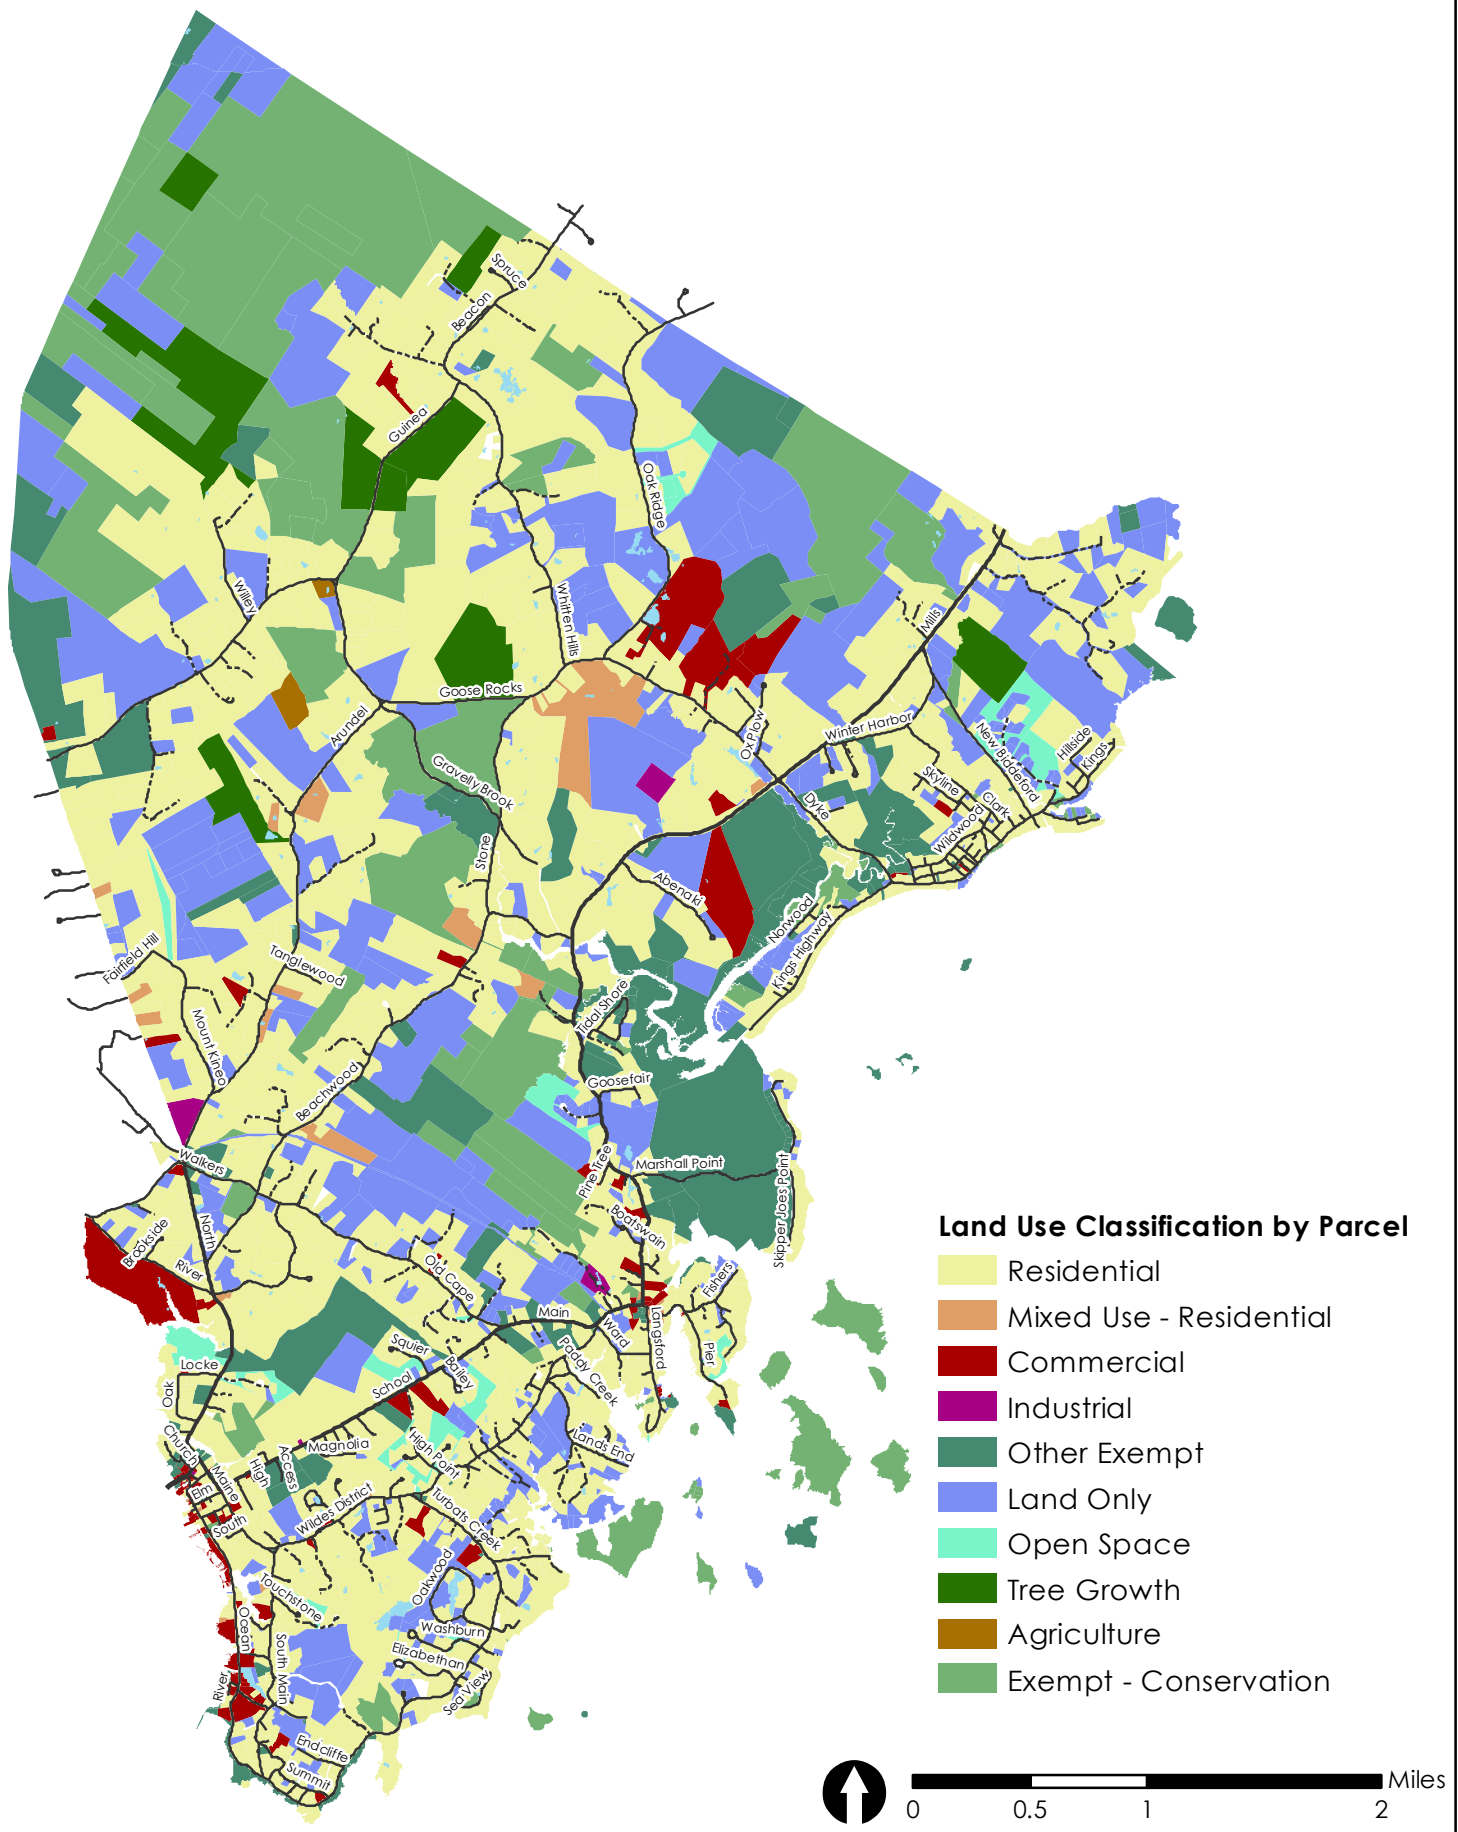 Spruce
Beacon
Guinea
Oak Ridge
Willey
Whitten Hills
Mills
Goose Rocks
Arundel
Ox Plow
Winter Harbor
New Biddeford
Hillside
Kings
Gravelly Brook
Skyline
Clark
Dyke
Wildwood
Stone
Abenaki
Norwood
Kings Highway
Fairfield Hill
Tanglewood
Tidal Shore
Mount Kineo
Goosefair
Beachwood
Walkers
Pine Tree
Marshall Point
Skipper Joes Point
Boatswain
North
Brookside
River
Old Cape
Fishers
Main
Ward
Langsford
Pier
Squier
Bailey
Paddy Creek
Locke
School
Oak
Church
Magnolia
High Point
Lands End
Access
High
Maine
Elm
South
Wildes District
Turbats Creek
Oakwood
Touchstone
Ocean
Washburn
South Main
Elizabethan
River
Sea View
Endcliffe
Summit
Land Use Classification by Parcel
Residential
Mixed Use - Residential
Commercial
Industrial
Other Exempt
Land Only
Open Space
Tree Growth
Agriculture
Exempt - Conservation
Miles
0 0.5 1 2